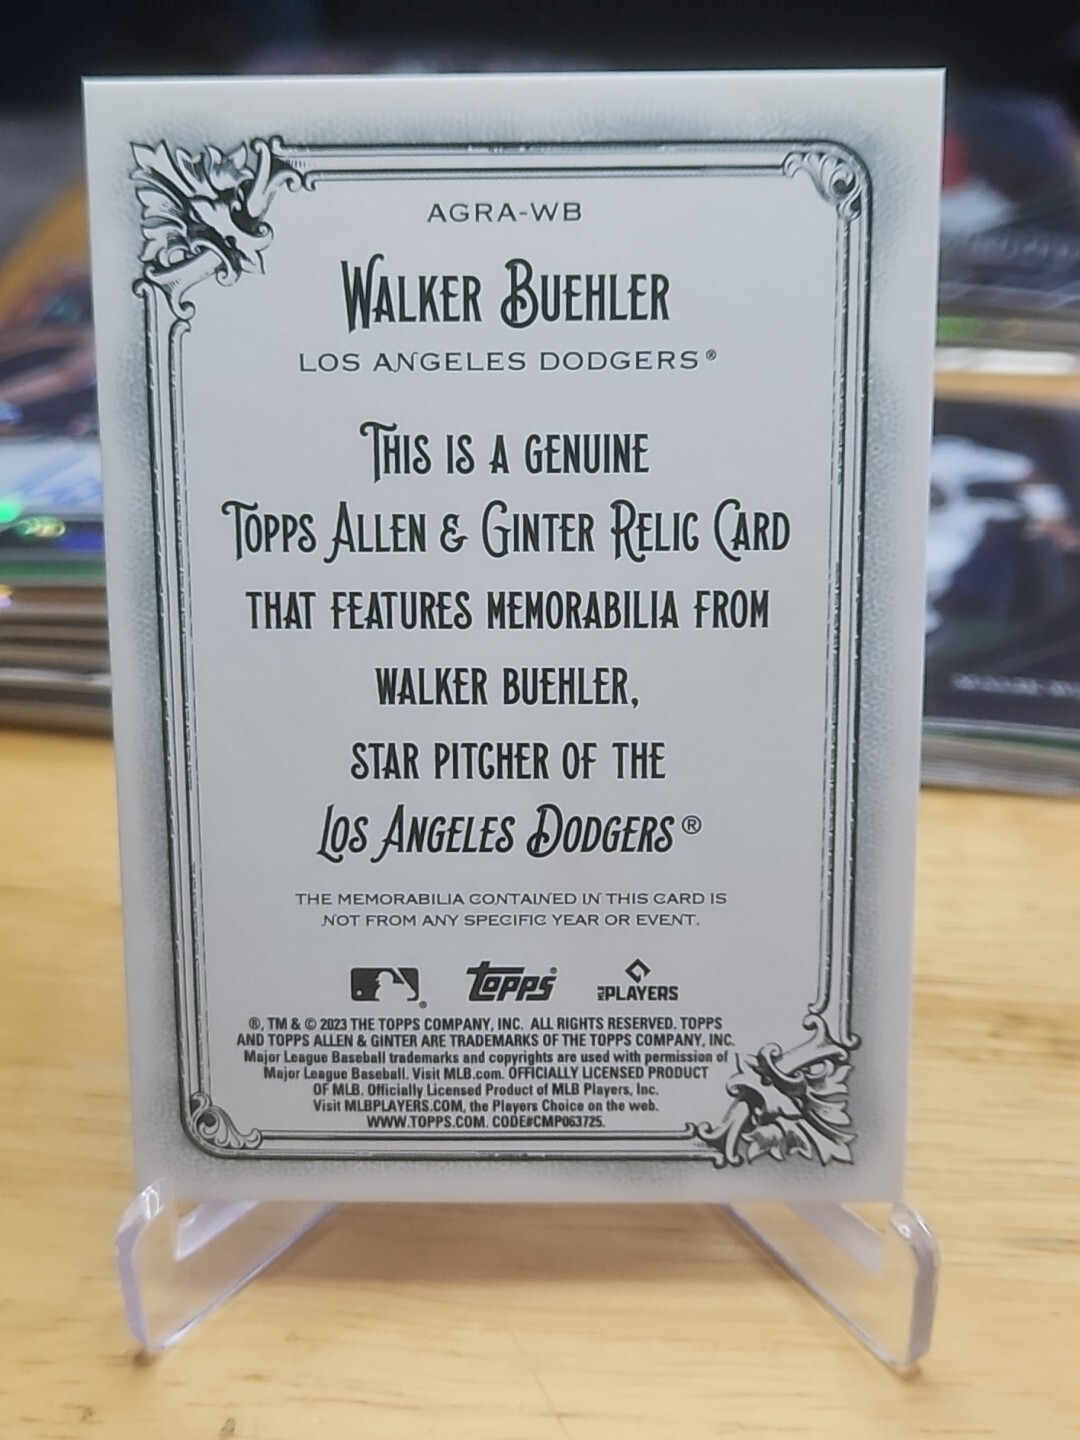 AGRA-WB
WALKER BUEHLER
LOS ANGELES DODGERS®
THIS IS A GENUINE
TOPPS ALLEN & GINTER RELIC CARD
THAT FEATURES MEMORABILIA FROM
WALKER BUEHLER,
STAR PITCHER OF THE
LOS ANGELES DODGERS®
THE MEMORABILIA CONTAINED IN THIS CARD IS
NOT FROM ANY SPECIFIC YEAR OR EVENT.
® topps® MLB PLAYERS
®, TM & © 2023 THE TOPPS COMPANY, INC. ALL RIGHTS RESERVED. TOPPS
AND TOPPS ALLEN & GINTER ARE TRADEMARKS OF THE TOPPS COMPANY, INC.
Major League Baseball trademarks and copyrights are used with permission of
Major League Baseball. Visit MLB.com. OFFICIALLY LICENSED PRODUCT
OF MLB. Officially Licensed Product of MLB Players, Inc.
Visit MLBPLAYERS.COM, the Players Choice on the web.
WWW.TOPPS.COM. CODE#CMP063725.